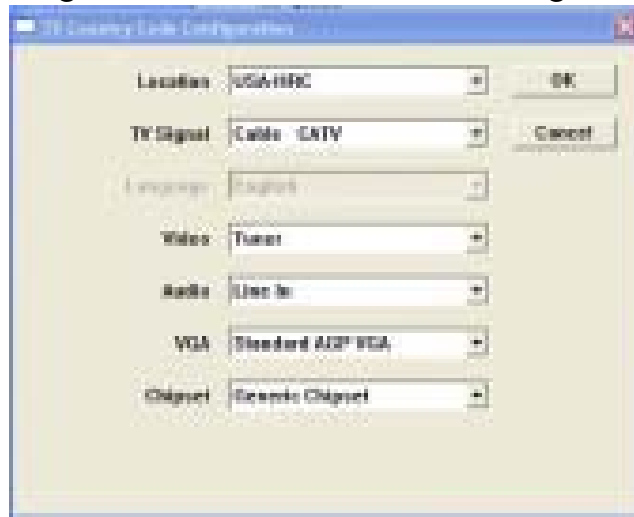 TV Country Code Configuration
Location USA-HRC OK
TV Signal Cable CATV Cancel
Language English
Video Tuner
Audio Line In
VGA Standard AGP VGA
Chipset Generic Chipset